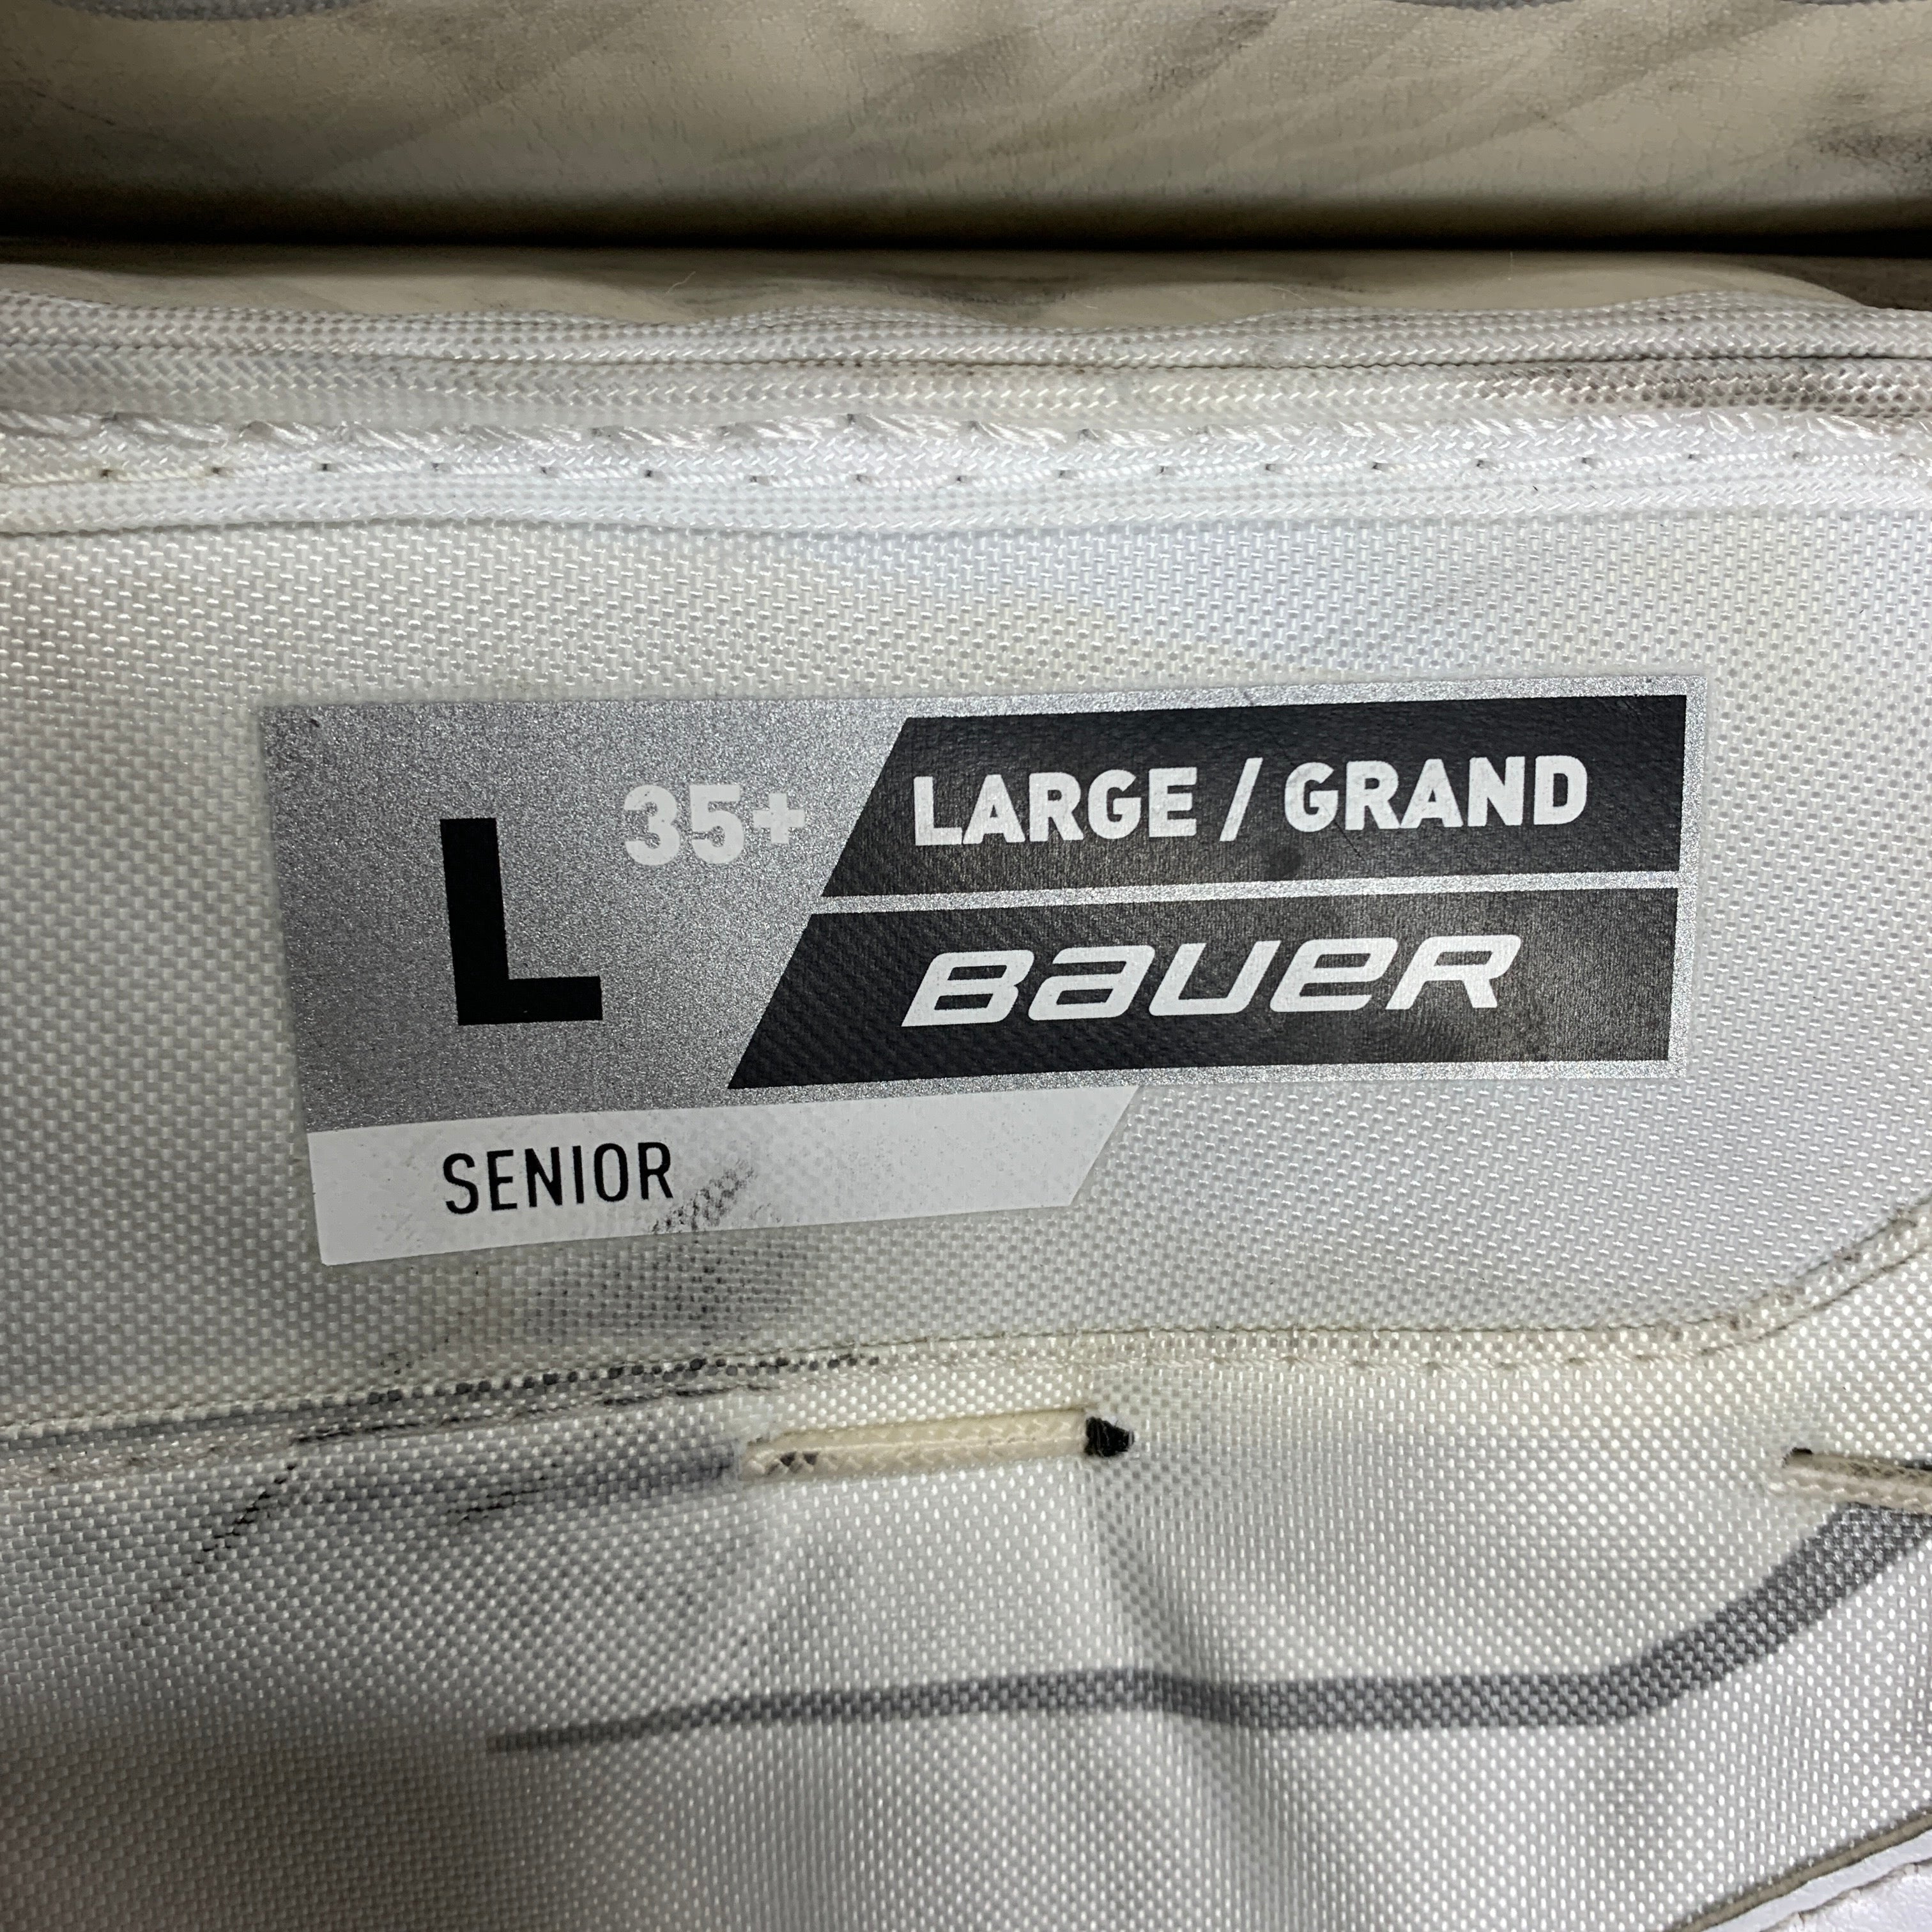 L 35+
LARGE / GRAND
BAUER
SENIOR